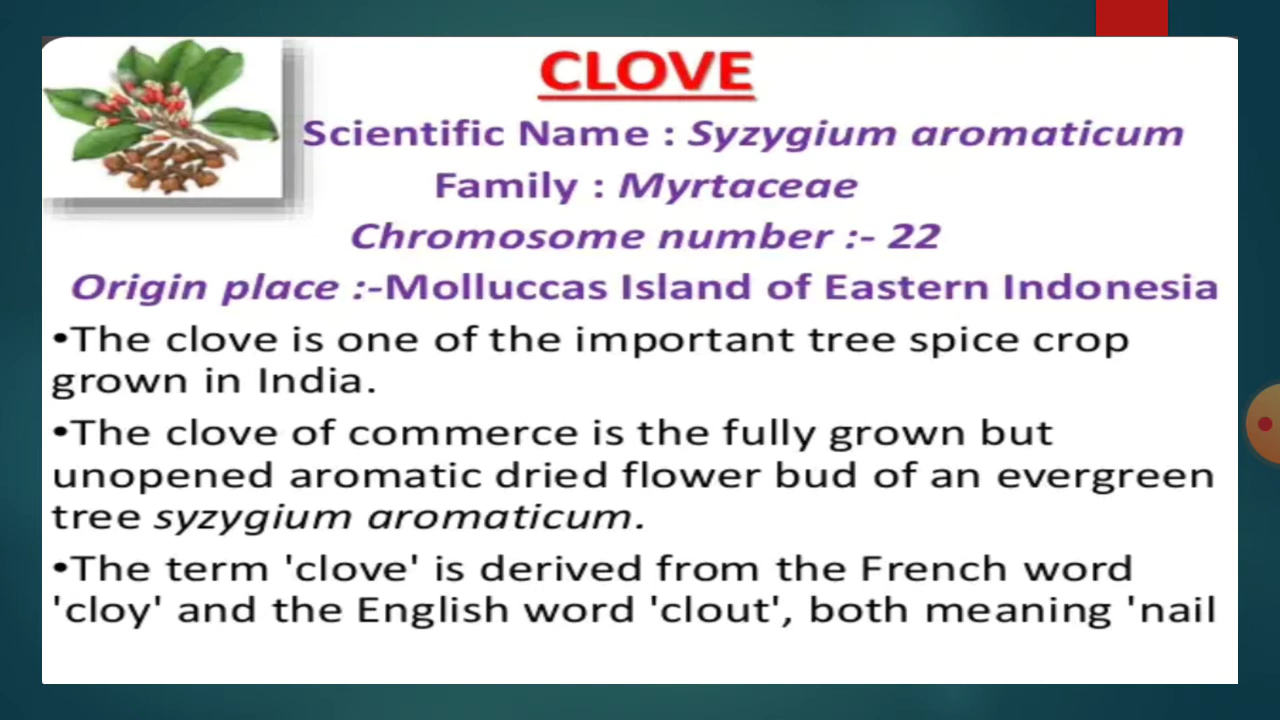 CLOVE
Scientific Name : Syzygium aromaticum
Family : Myrtaceae
Chromosome number :- 22
Origin place :-Molluccas Island of Eastern Indonesia
•The clove is one of the important tree spice crop
grown in India.
•The clove of commerce is the fully grown but
unopened aromatic dried flower bud of an evergreen
tree syzygium aromaticum.
•The term 'clove' is derived from the French word
'cloy' and the English word 'clout', both meaning 'nail